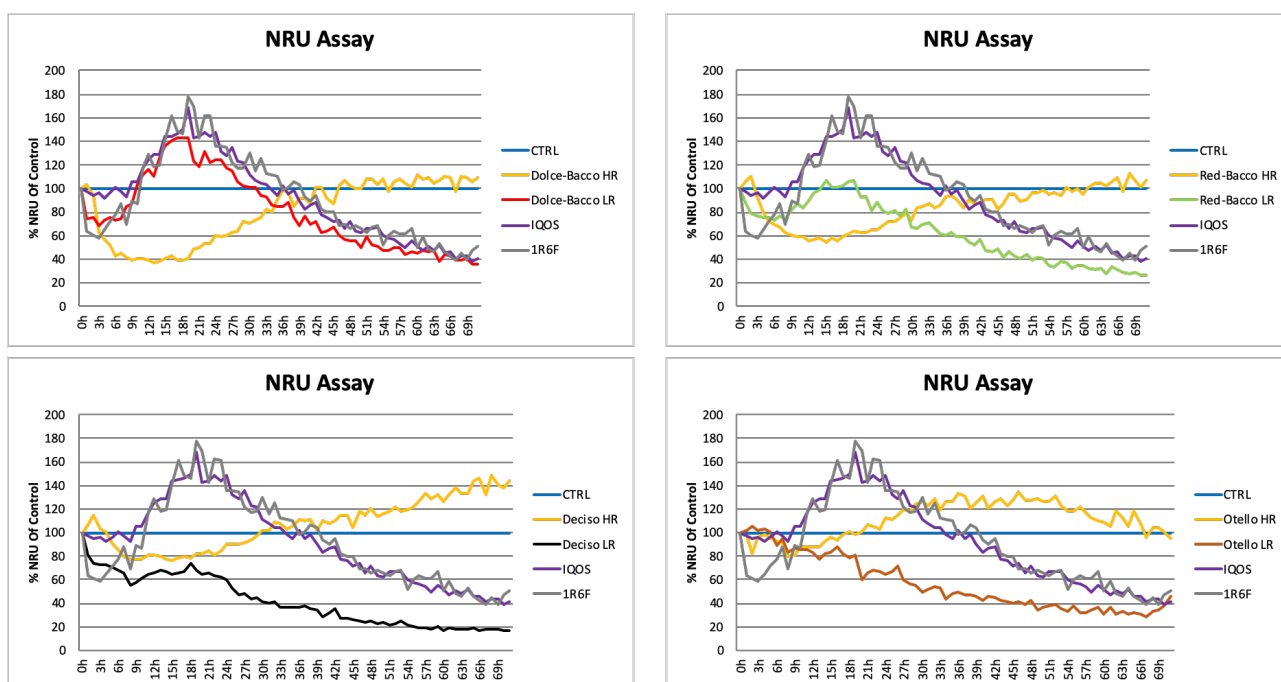 NRU Assay
% NRU Of Control
200
180
160
140
120
100
80
60
40
20
0
0h 3h 6h 9h 12h 15h 18h 21h 24h 27h 30h 33h 36h 39h 42h 45h 48h 51h 54h 57h 60h 63h 66h 69h
CTRL
Dolce-Bacco HR
Dolce-Bacco LR
IQOS
1R6F
NRU Assay
% NRU Of Control
200
180
160
140
120
100
80
60
40
20
0
0h 3h 6h 9h 12h 15h 18h 21h 24h 27h 30h 33h 36h 39h 42h 45h 48h 51h 54h 57h 60h 63h 66h 69h
CTRL
Red-Bacco HR
Red-Bacco LR
IQOS
1R6F
NRU Assay
% NRU Of Control
200
180
160
140
120
100
80
60
40
20
0
0h 3h 6h 9h 12h 15h 18h 21h 24h 27h 30h 33h 36h 39h 42h 45h 48h 51h 54h 57h 60h 63h 66h 69h
CTRL
Deciso HR
Deciso LR
IQOS
1R6F
NRU Assay
% NRU Of Control
200
180
160
140
120
100
80
60
40
20
0
0h 3h 6h 9h 12h 15h 18h 21h 24h 27h 30h 33h 36h 39h 42h 45h 48h 51h 54h 57h 60h 63h 66h 69h
CTRL
Otello HR
Otello LR
IQOS
1R6F